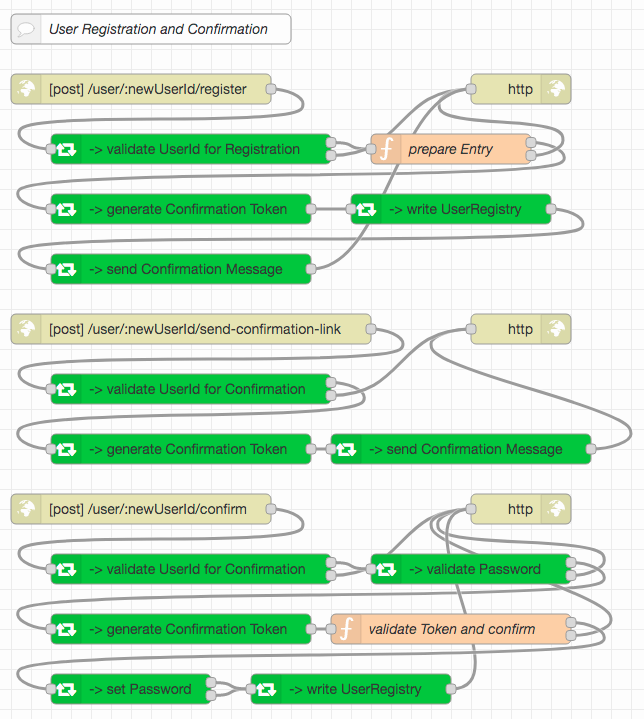 User Registration and Confirmation
[post] /user/:newUserId/register
http
-> validate UserId for Registration
prepare Entry
-> generate Confirmation Token
-> write UserRegistry
-> send Confirmation Message
[post] /user/:newUserId/send-confirmation-link
http
-> validate UserId for Confirmation
-> generate Confirmation Token
-> send Confirmation Message
[post] /user/:newUserId/confirm
http
-> validate UserId for Confirmation
-> validate Password
-> generate Confirmation Token
validate Token and confirm
-> set Password
-> write UserRegistry